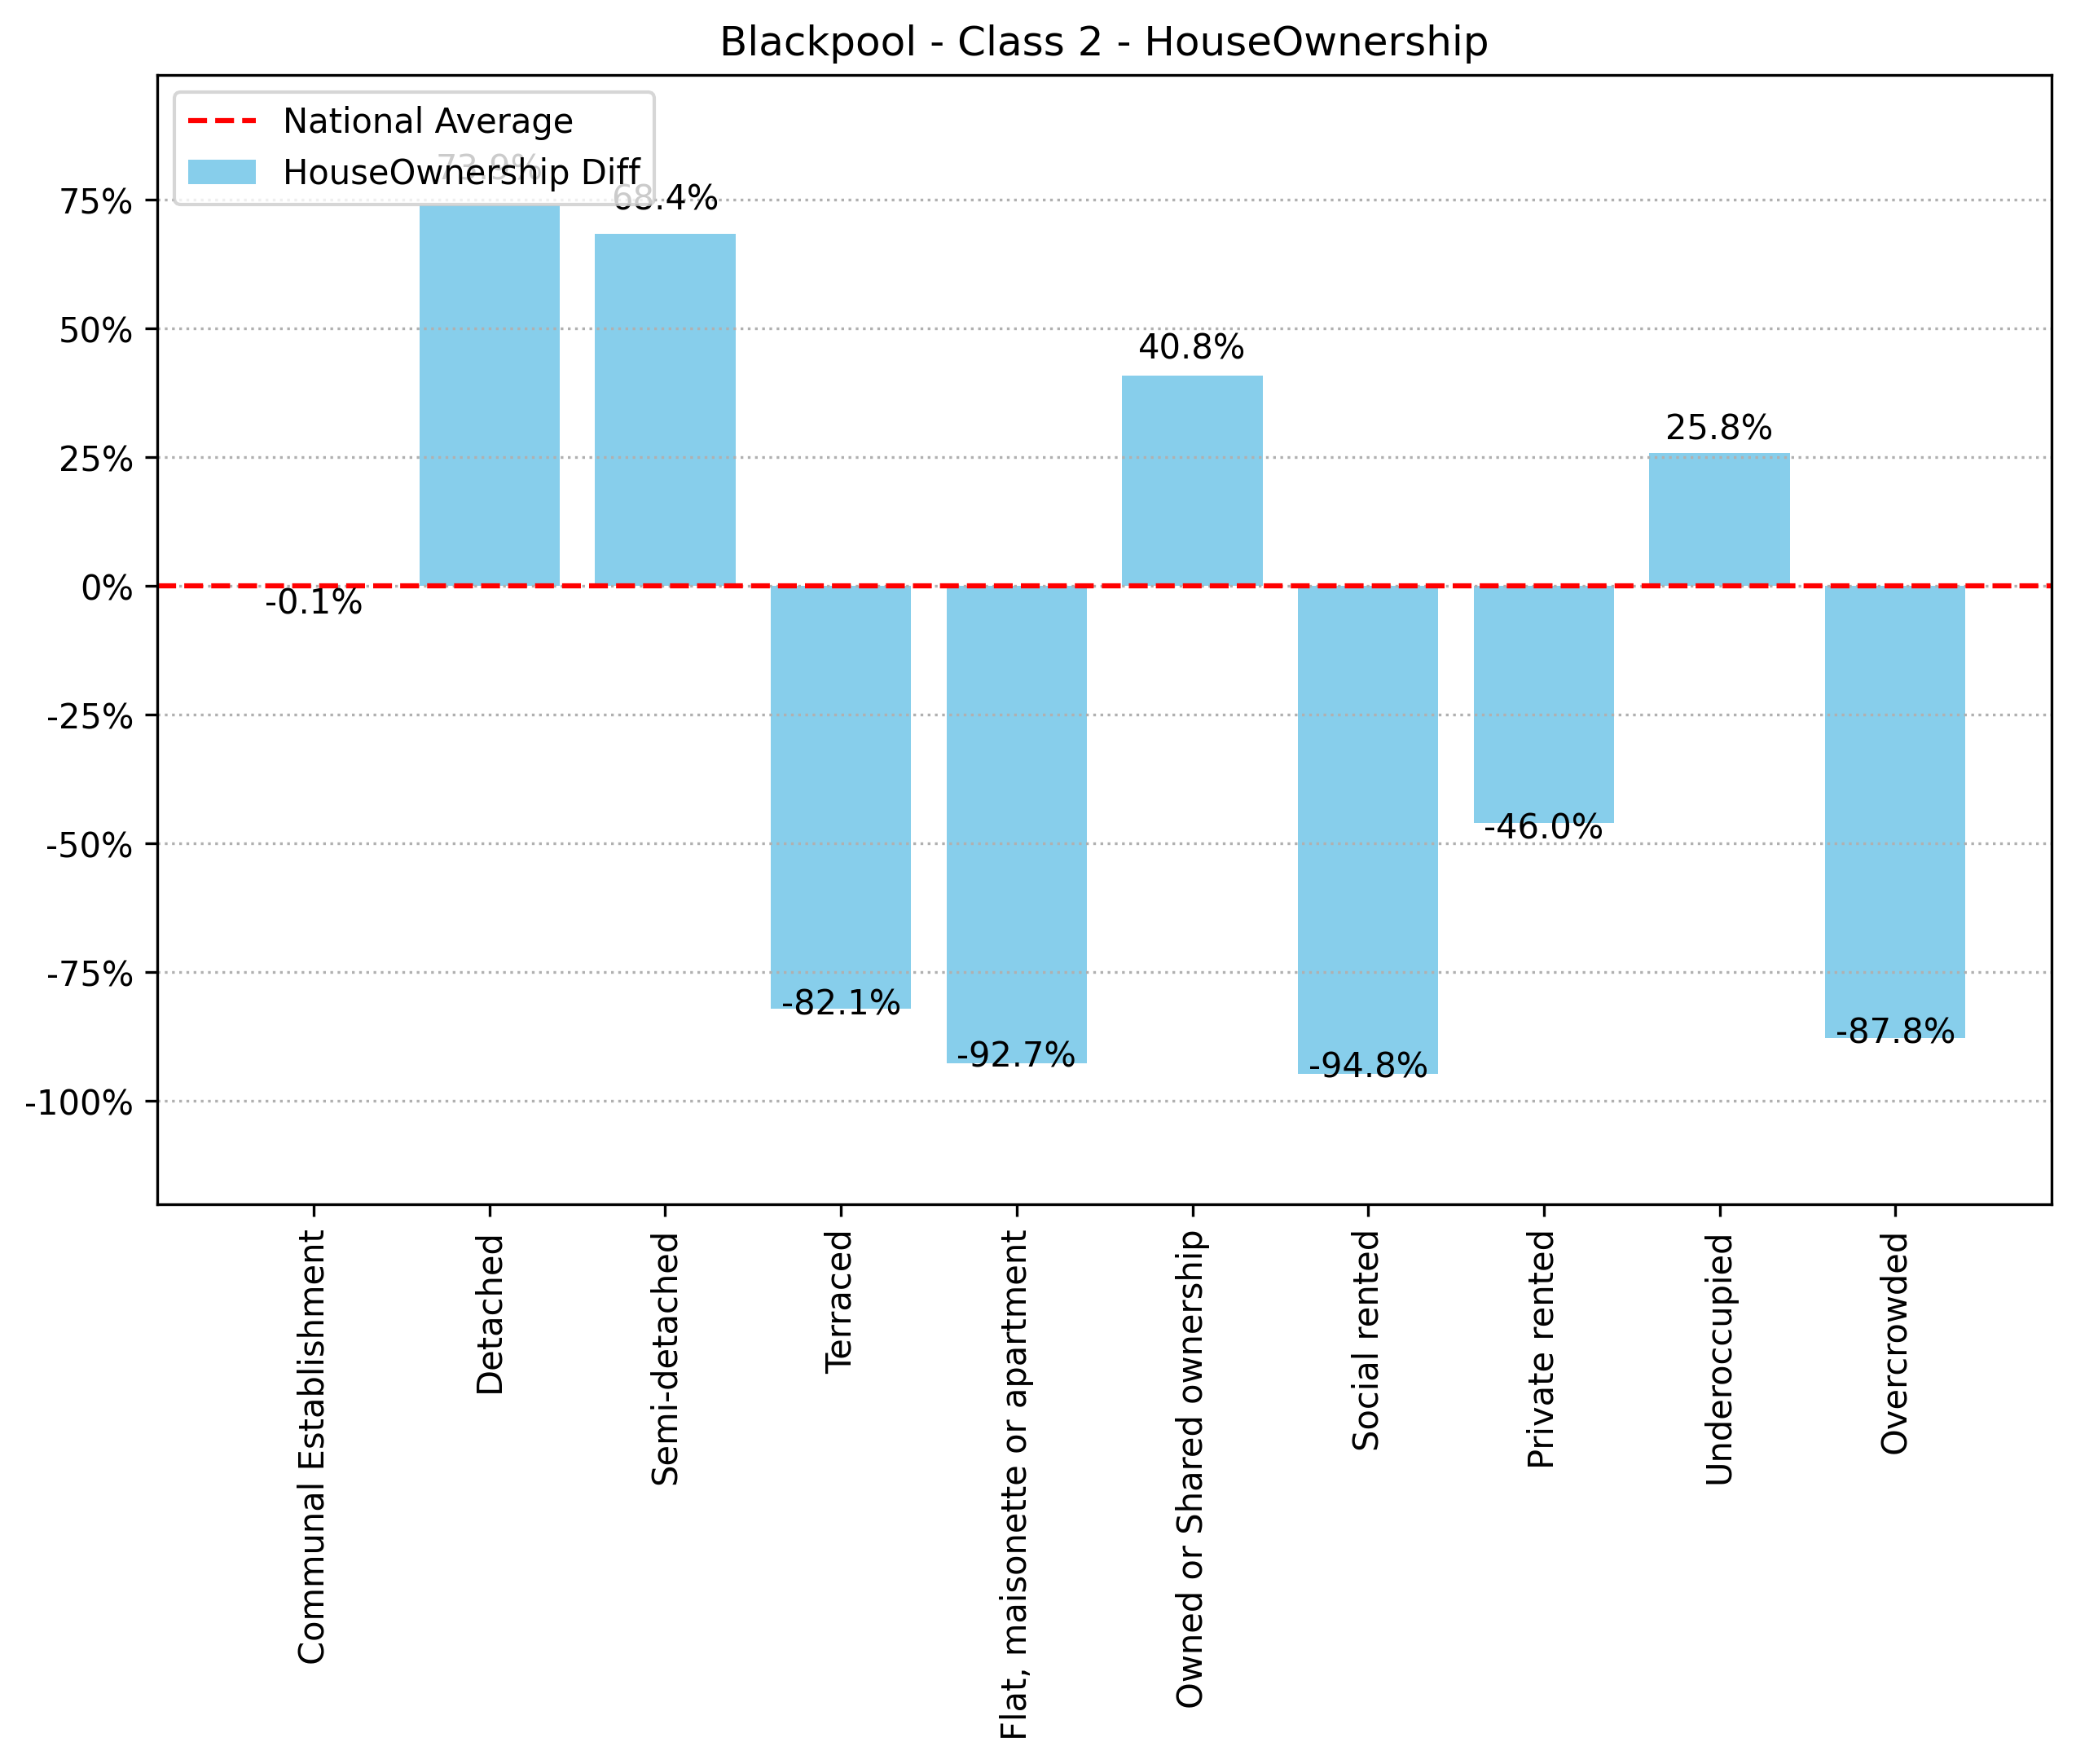 Blackpool - Class 2 - HouseOwnership
National Average
HouseOwnership Diff
73.9%
68.4%
40.8%
25.8%
-0.1%
-46.0%
-82.1%
-92.7%
-94.8%
-87.8%
75%
50%
25%
0%
-25%
-50%
-75%
-100%
Communal Establishment
Detached
Semi-detached
Terraced
Flat, maisonette or apartment
Owned or Shared ownership
Social rented
Private rented
Underoccupied
Overcrowded